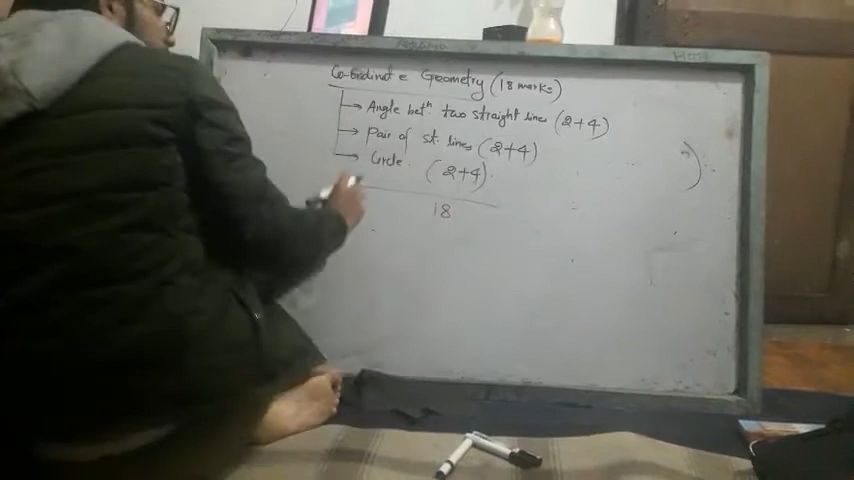 Co-ordinate Geometry (18 marks)
→ Angle betⁿ two straight lines (2+4)
→ Pair of st. lines (2+4)
→ Circle. (2+4).
18